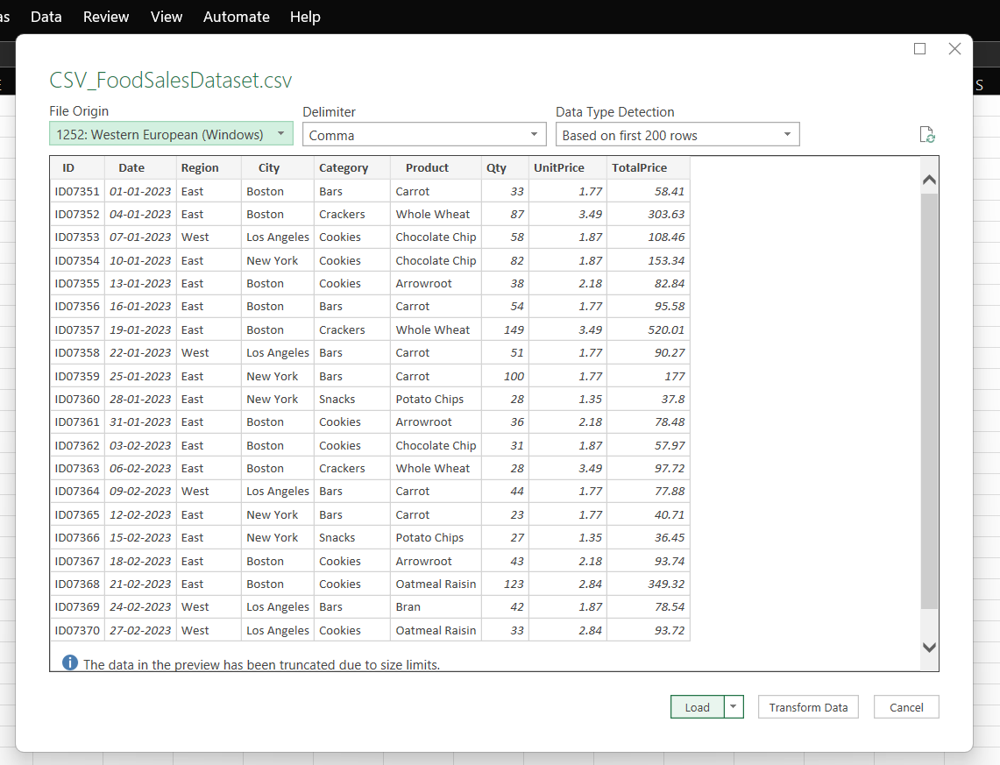 as Data Review View Automate Help
S
CSV_FoodSalesDataset.csv
File Origin Delimiter Data Type Detection
1252: Western European (Windows) Comma Based on first 200 rows
ID Date Region City Category Product Qty UnitPrice TotalPrice
ID07351 01-01-2023 East Boston Bars Carrot 33 1.77 58.41
ID07352 04-01-2023 East Boston Crackers Whole Wheat 87 3.49 303.63
ID07353 07-01-2023 West Los Angeles Cookies Chocolate Chip 58 1.87 108.46
ID07354 10-01-2023 East New York Cookies Chocolate Chip 82 1.87 153.34
ID07355 13-01-2023 East Boston Cookies Arrowroot 38 2.18 82.84
ID07356 16-01-2023 East Boston Bars Carrot 54 1.77 95.58
ID07357 19-01-2023 East Boston Crackers Whole Wheat 149 3.49 520.01
ID07358 22-01-2023 West Los Angeles Bars Carrot 51 1.77 90.27
ID07359 25-01-2023 East New York Bars Carrot 100 1.77 177
ID07360 28-01-2023 East New York Snacks Potato Chips 28 1.35 37.8
ID07361 31-01-2023 East Boston Cookies Arrowroot 36 2.18 78.48
ID07362 03-02-2023 East Boston Cookies Chocolate Chip 31 1.87 57.97
ID07363 06-02-2023 East Boston Crackers Whole Wheat 28 3.49 97.72
ID07364 09-02-2023 West Los Angeles Bars Carrot 44 1.77 77.88
ID07365 12-02-2023 East New York Bars Carrot 23 1.77 40.71
ID07366 15-02-2023 East New York Snacks Potato Chips 27 1.35 36.45
ID07367 18-02-2023 East Boston Cookies Arrowroot 43 2.18 93.74
ID07368 21-02-2023 East Boston Cookies Oatmeal Raisin 123 2.84 349.32
ID07369 24-02-2023 West Los Angeles Bars Bran 42 1.87 78.54
ID07370 27-02-2023 West Los Angeles Cookies Oatmeal Raisin 33 2.84 93.72
The data in the preview has been truncated due to size limits.
Load Transform Data Cancel